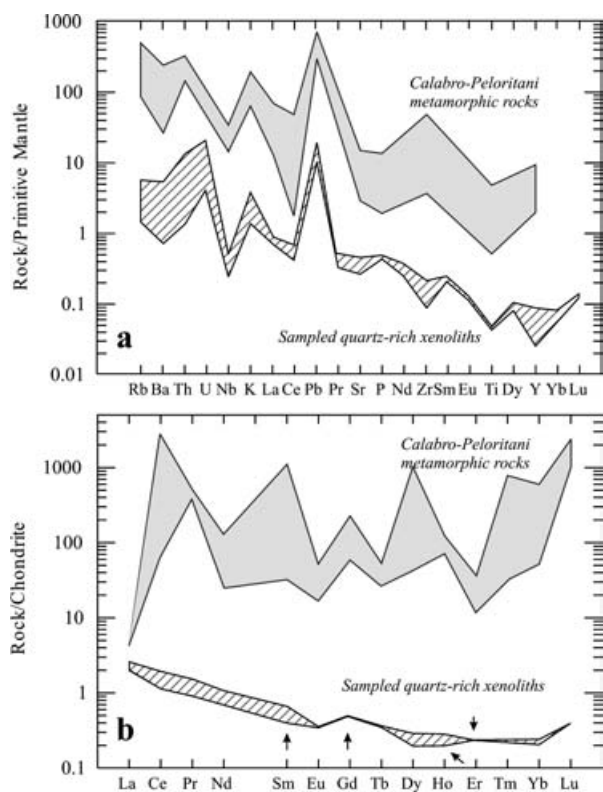 1000
100
10
1
0.1
0.01
Rock/Primitive Mantle
Calabro-Peloritani
metamorphic rocks
Sampled quartz-rich xenoliths
a
Rb Ba Th U Nb K La Ce Pb Pr Sr P Nd Zr Sm Eu Ti Dy Y Yb Lu
1000
100
10
1
0.1
Rock/Chondrite
Calabro-Peloritani
metamorphic rocks
Sampled quartz-rich xenoliths
b
La Ce Pr Nd Sm Eu Gd Tb Dy Ho Er Tm Yb Lu